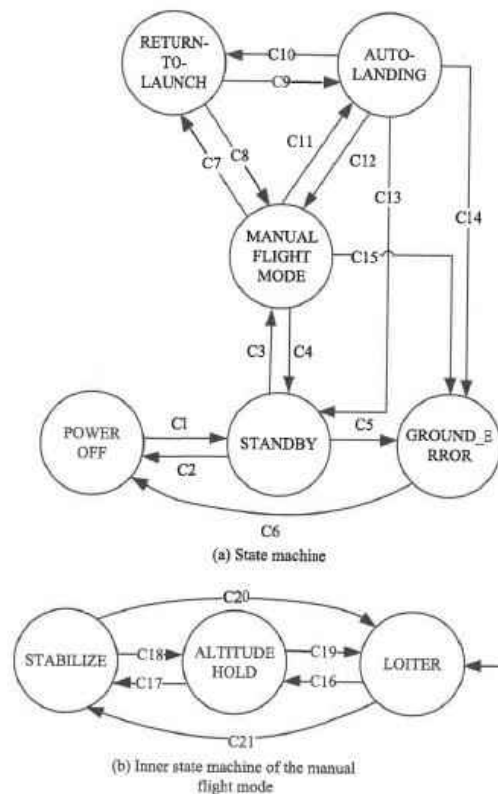 RETURN-
TO-
LAUNCH
C10
C9
AUTO-
LANDING
C7
C8
C11
C12
C13
C14
MANUAL
FLIGHT
MODE
C15
C3
C4
POWER
OFF
C1
C2
STANDBY
C5
GROUND_E
RROR
C6
(a) State machine
C20
STABILIZE
C18
C17
ALTITUDE
HOLD
C19
C16
LOITER
C21
(b) Inner state machine of the manual
flight mode